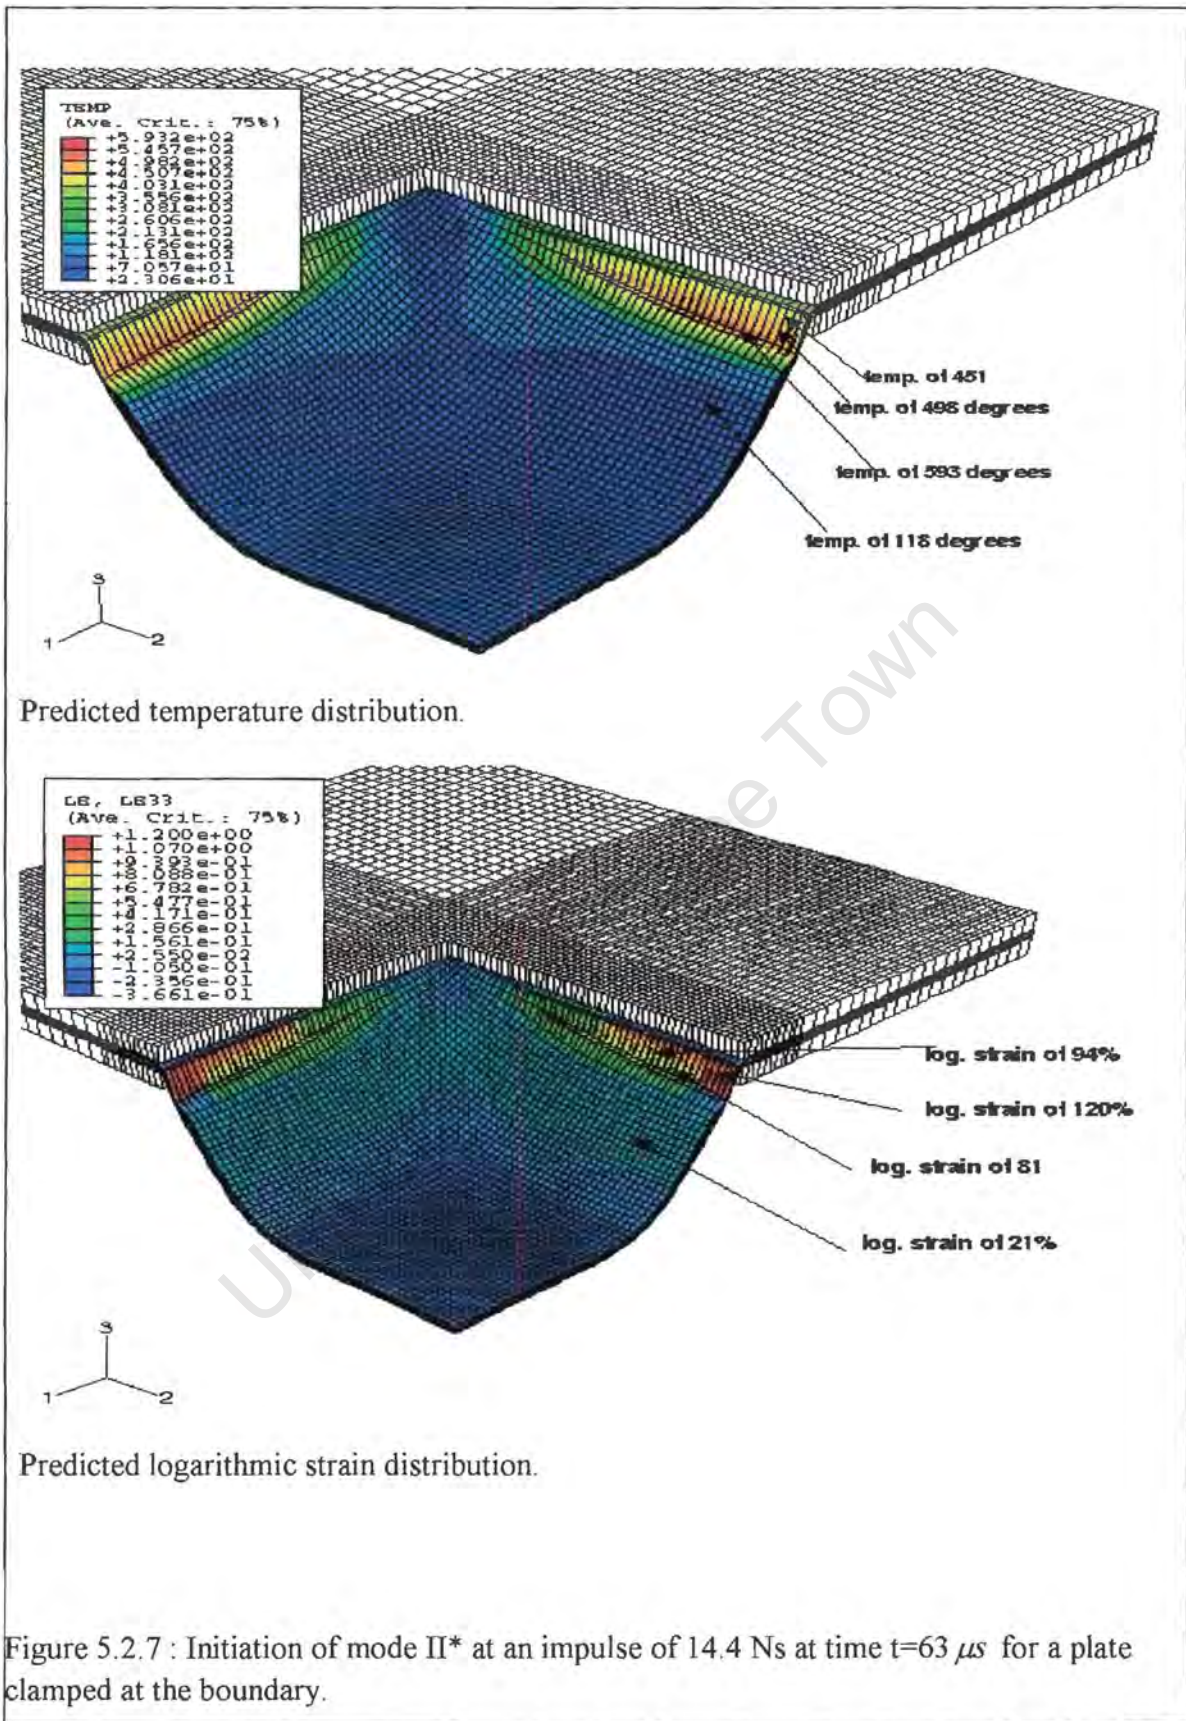 TEMP
(Ave. Crit.: 75%)
+5.932e+02
+5.457e+02
+4.982e+02
+4.507e+02
+4.031e+02
+3.556e+02
+3.081e+02
+2.606e+02
+2.131e+02
+1.656e+02
+1.181e+02
+7.057e+01
+2.306e+01
temp. of 451
temp. of 498 degrees
temp. of 593 degrees
temp. of 118 degrees
3
1 2
Predicted temperature distribution.
LE, LE33
(Ave. Crit.: 75%)
+1.200e+00
+1.070e+00
+9.393e-01
+8.088e-01
+6.782e-01
+5.477e-01
+4.171e-01
+2.866e-01
+1.561e-01
+2.550e-02
-1.050e-01
-2.356e-01
-3.661e-01
log. strain of 94%
log. strain of 120%
log. strain of 81
log. strain of 21%
3
1 2
Predicted logarithmic strain distribution.
Figure 5.2.7 : Initiation of mode II* at an impulse of 14.4 Ns at time t=63 μs for a plate
clamped at the boundary.
Town